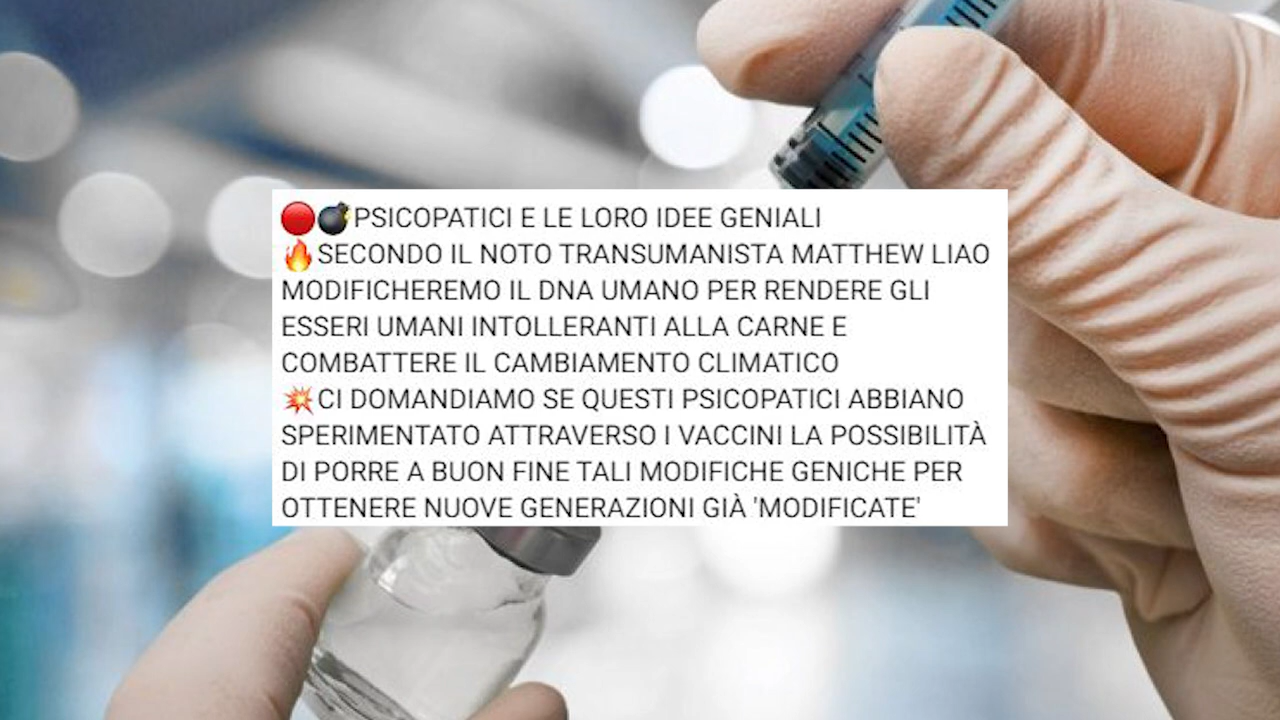 🔴💣PSICOPATICI E LE LORO IDEE GENIALI
🔥SECONDO IL NOTO TRANSUMANISTA MATTHEW LIAO
MODIFICHEREMO IL DNA UMANO PER RENDERE GLI
ESSERI UMANI INTOLLERANTI ALLA CARNE E
COMBATTERE IL CAMBIAMENTO CLIMATICO
💥CI DOMANDIAMO SE QUESTI PSICOPATICI ABBIANO
SPERIMENTATO ATTRAVERSO I VACCINI LA POSSIBILITÀ
DI PORRE A BUON FINE TALI MODIFICHE GENICHE PER
OTTENERE NUOVE GENERAZIONI GIÀ 'MODIFICATE'